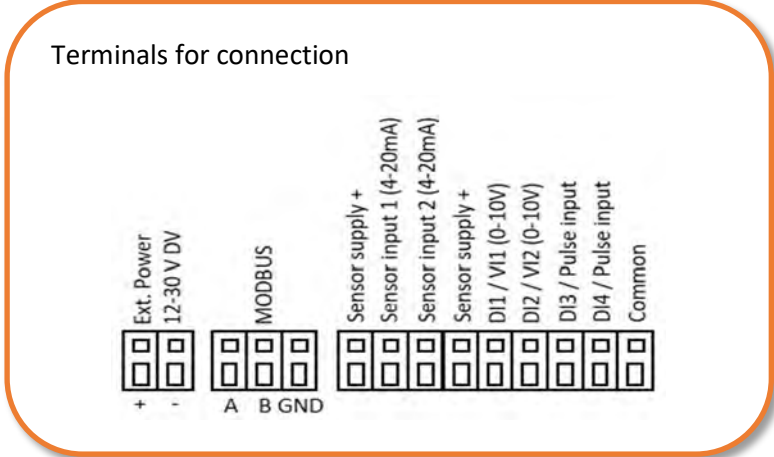 Terminals for connection
Ext. Power
12-30 V DV
MODBUS
Sensor supply +
Sensor input 1 (4-20mA)
Sensor input 2 (4-20mA)
Sensor supply +
DI1 / VI1 (0-10V)
DI2 / VI2 (0-10V)
DI3 / Pulse input
DI4 / Pulse input
Common
+ - A B GND